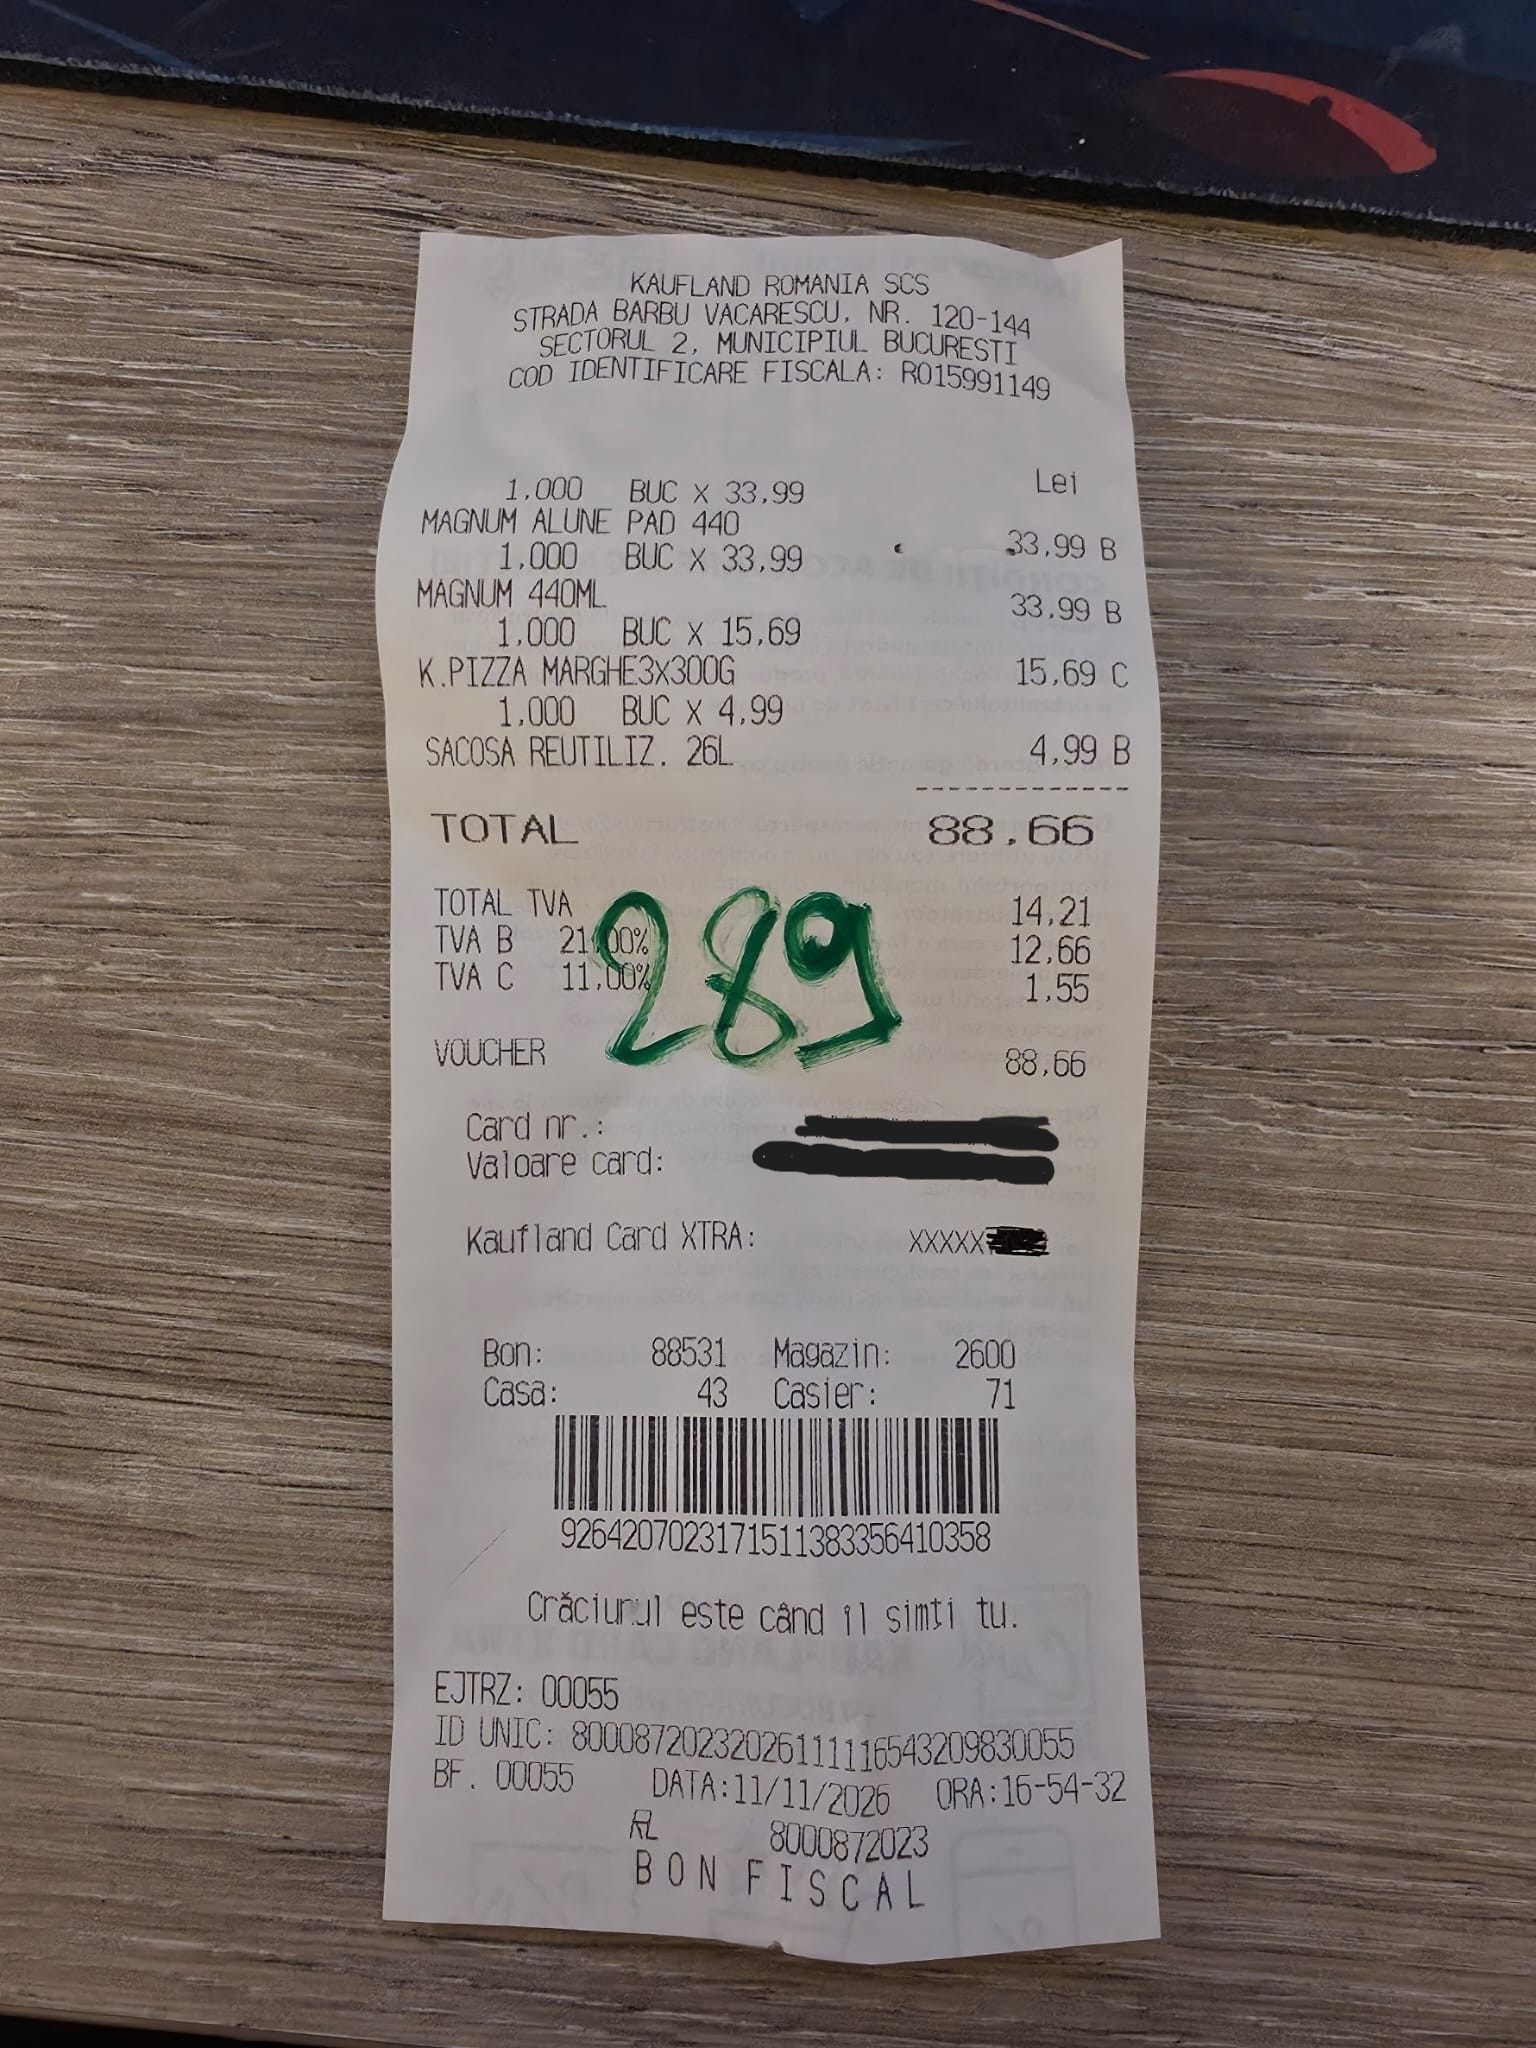 KAUFLAND ROMANIA SCS
STRADA BARBU VACARESCU, NR. 120-144
SECTORUL 2, MUNICIPIUL BUCURESTI
COD IDENTIFICARE FISCALA: RO15991149
Lei
1,000 BUC X 33,99
MAGNUM ALUNE PAD 440 33,99 B
1,000 BUC X 33,99
MAGNUM 440ML 33,99 B
1,000 BUC X 15,69
K.PIZZA MARGHE3X300G 15,69 C
1,000 BUC X 4,99
SACOSA REUTILIZ. 26L 4,99 B
TOTAL 88,66
TOTAL TVA 14,21
TVA B 21,00% 12,66
TVA C 11,00% 1,55
289
VOUCHER 88,66
Card nr.:
Valoare card:
Kaufland Card XTRA: XXXXX
Bon: 88531 Magazin: 2600
Casa: 43 Casier: 71
9264207023171511383356410358
Crăciunul este când îl simți tu.
EJTRZ: 00055
ID UNIC: 8000872023202611111654320983​0055
BF. 00055 DATA:11/11/2026 ORA:16-54-32
RL 8000872023
BON FISCAL